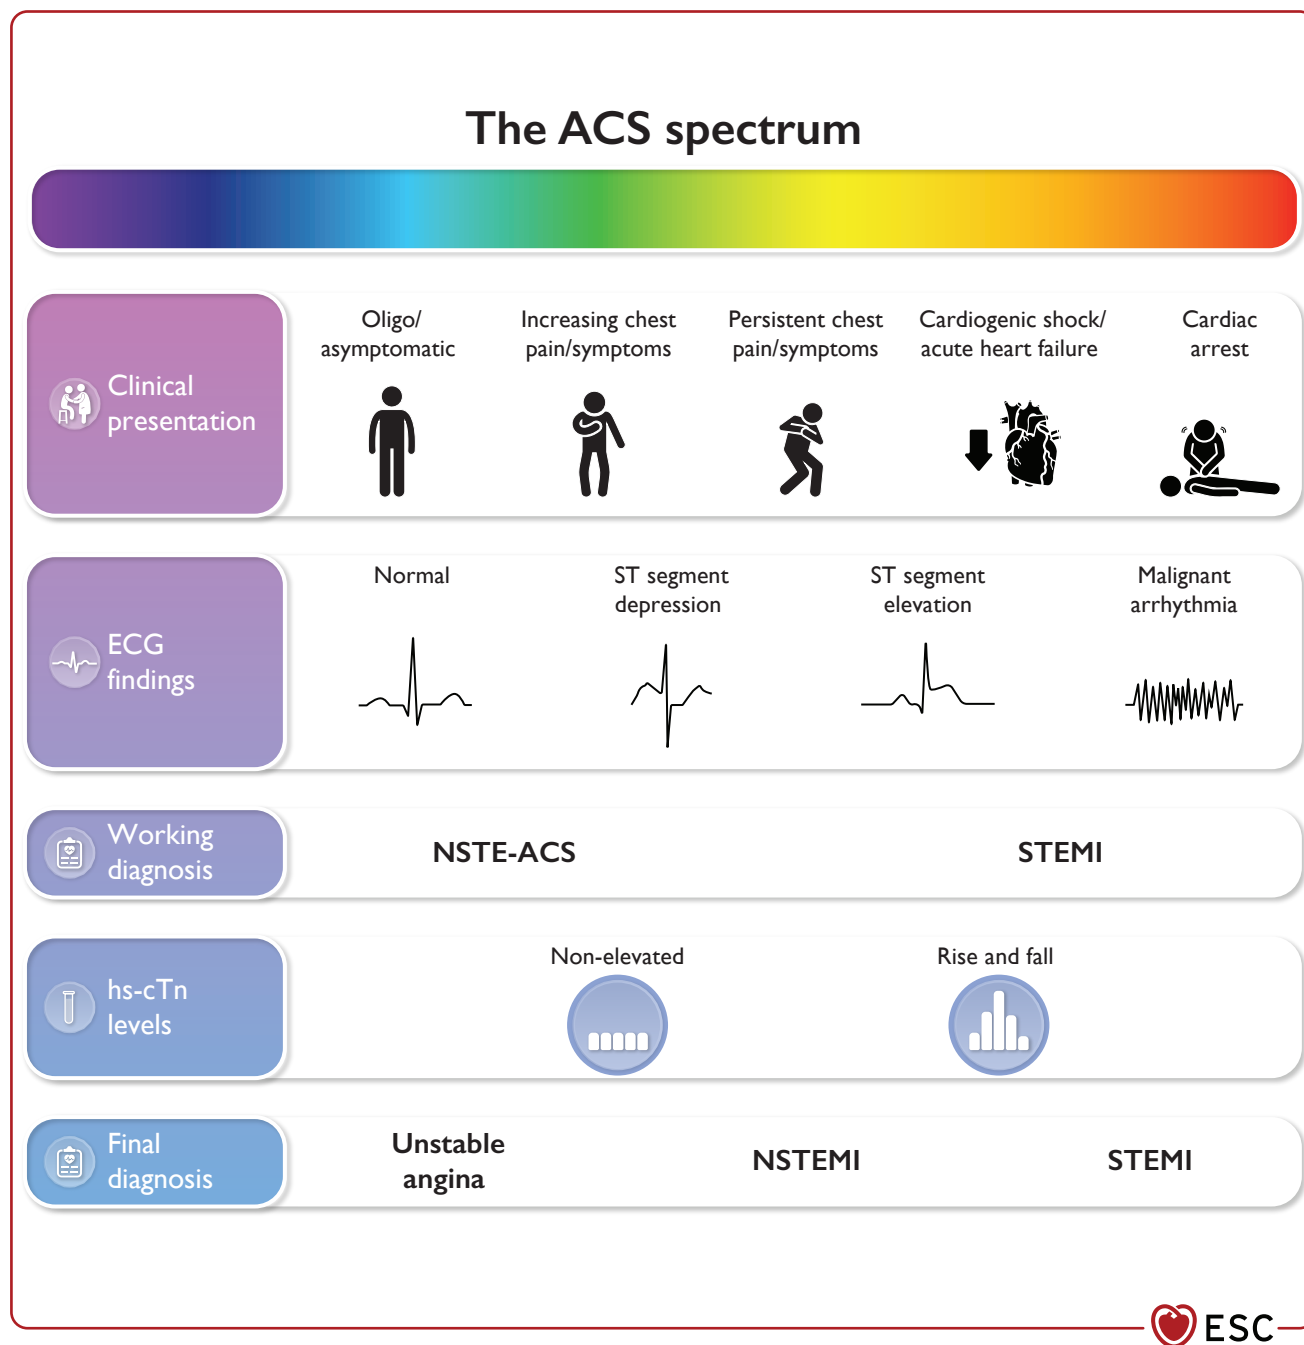 The ACS spectrum
Clinical
presentation
Oligo/
asymptomatic
Increasing chest
pain/symptoms
Persistent chest
pain/symptoms
Cardiogenic shock/
acute heart failure
Cardiac
arrest
ECG
findings
Normal
ST segment
depression
ST segment
elevation
Malignant
arrhythmia
Working
diagnosis
NSTE-ACS
STEMI
hs-cTn
levels
Non-elevated
Rise and fall
Final
diagnosis
Unstable
angina
NSTEMI
STEMI
ESC